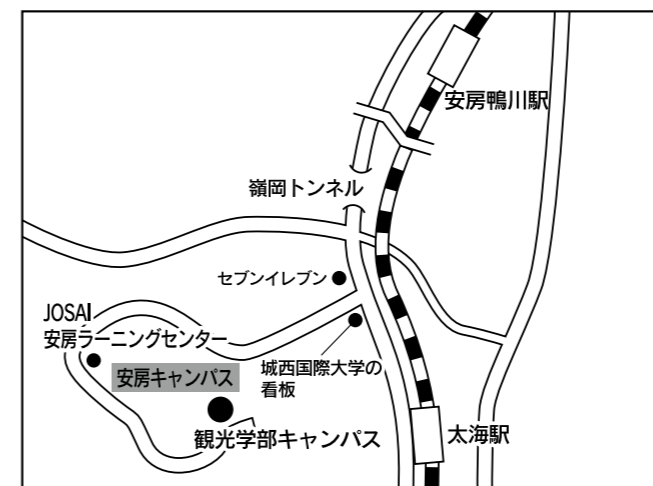 安房鴨川駅
嶺岡トンネル
セブンイレブン
JOSAI
安房ラーニングセンター
安房キャンパス
城西国際大学の
看板
観光学部キャンパス
太海駅